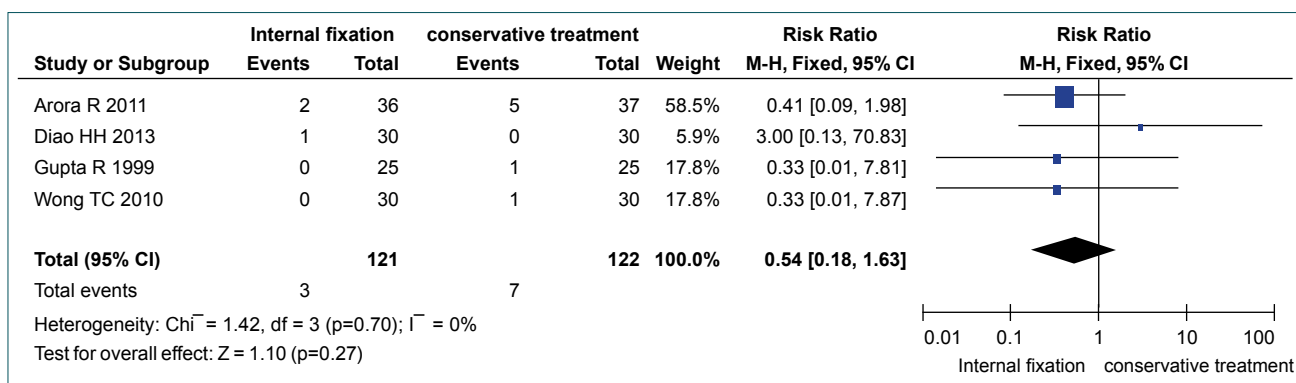 Internal fixation conservative treatment Risk Ratio Risk Ratio
Study or Subgroup Events Total Events Total Weight M-H, Fixed, 95% CI M-H, Fixed, 95% CI
Arora R 2011 2 36 5 37 58.5% 0.41 [0.09, 1.98]
Diao HH 2013 1 30 0 30 5.9% 3.00 [0.13, 70.83]
Gupta R 1999 0 25 1 25 17.8% 0.33 [0.01, 7.81]
Wong TC 2010 0 30 1 30 17.8% 0.33 [0.01, 7.87]
Total (95% CI) 121 122 100.0% 0.54 [0.18, 1.63]
Total events 3 7
Heterogeneity: Chi¯ = 1.42, df = 3 (p=0.70); I¯ = 0%
Test for overall effect: Z = 1.10 (p=0.27)
0.01 0.1 1 10 100
Internal fixation conservative treatment